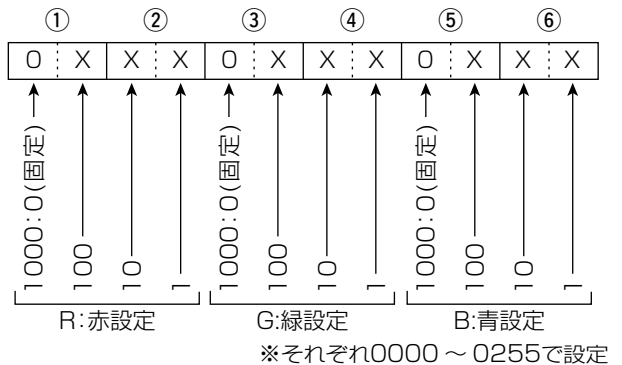 ① ② ③ ④ ⑤ ⑥
0 X X X 0 X X X 0 X X X
1000:0(固定) 100 10 1 1000:0(固定) 100 10 1 1000:0(固定) 100 10 1
R:赤設定 G:緑設定 B:青設定
※それぞれ0000 ~ 0255で設定